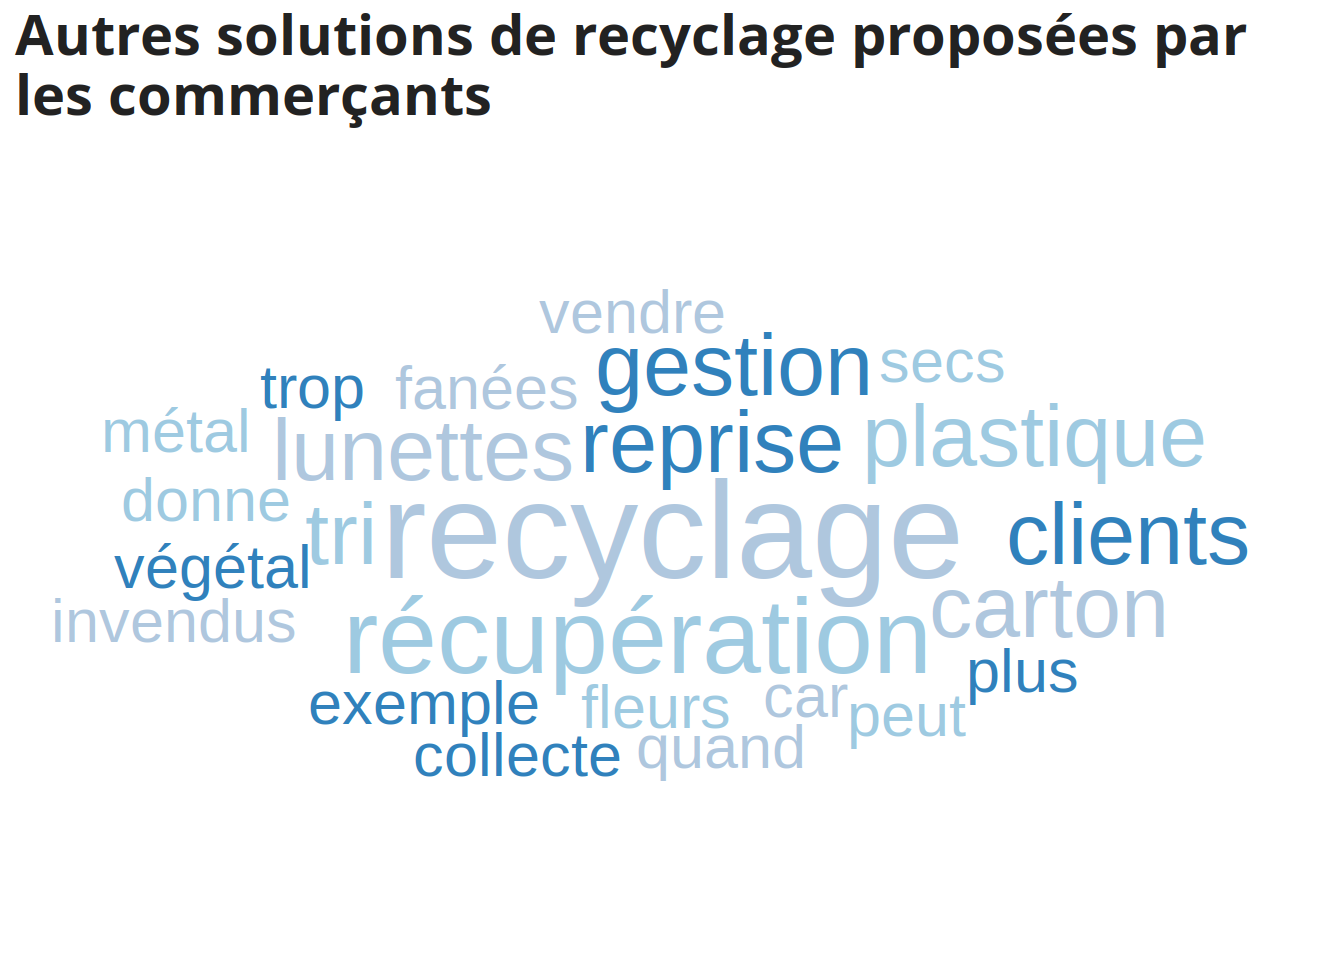 Autres solutions de recyclage proposées par
les commerçants
vendre
gestion secs
trop fanées
métal lunettes reprise plastique
donne tri recyclage clients
végétal
invendus récupération carton
exemple fleurs car peut plus
collecte quand